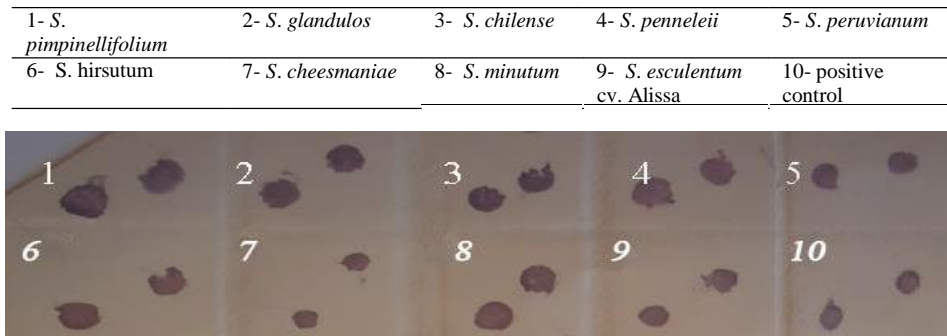 1- S. pimpinellifolium
2- S. glandulos
3- S. chilense
4- S. penneleii
5- S. peruvianum
6- S. hirsutum
7- S. cheesmaniae
8- S. minutum
9- S. esculentum cv. Alissa
10- positive control
1
2
3
4
5
6
7
8
9
10